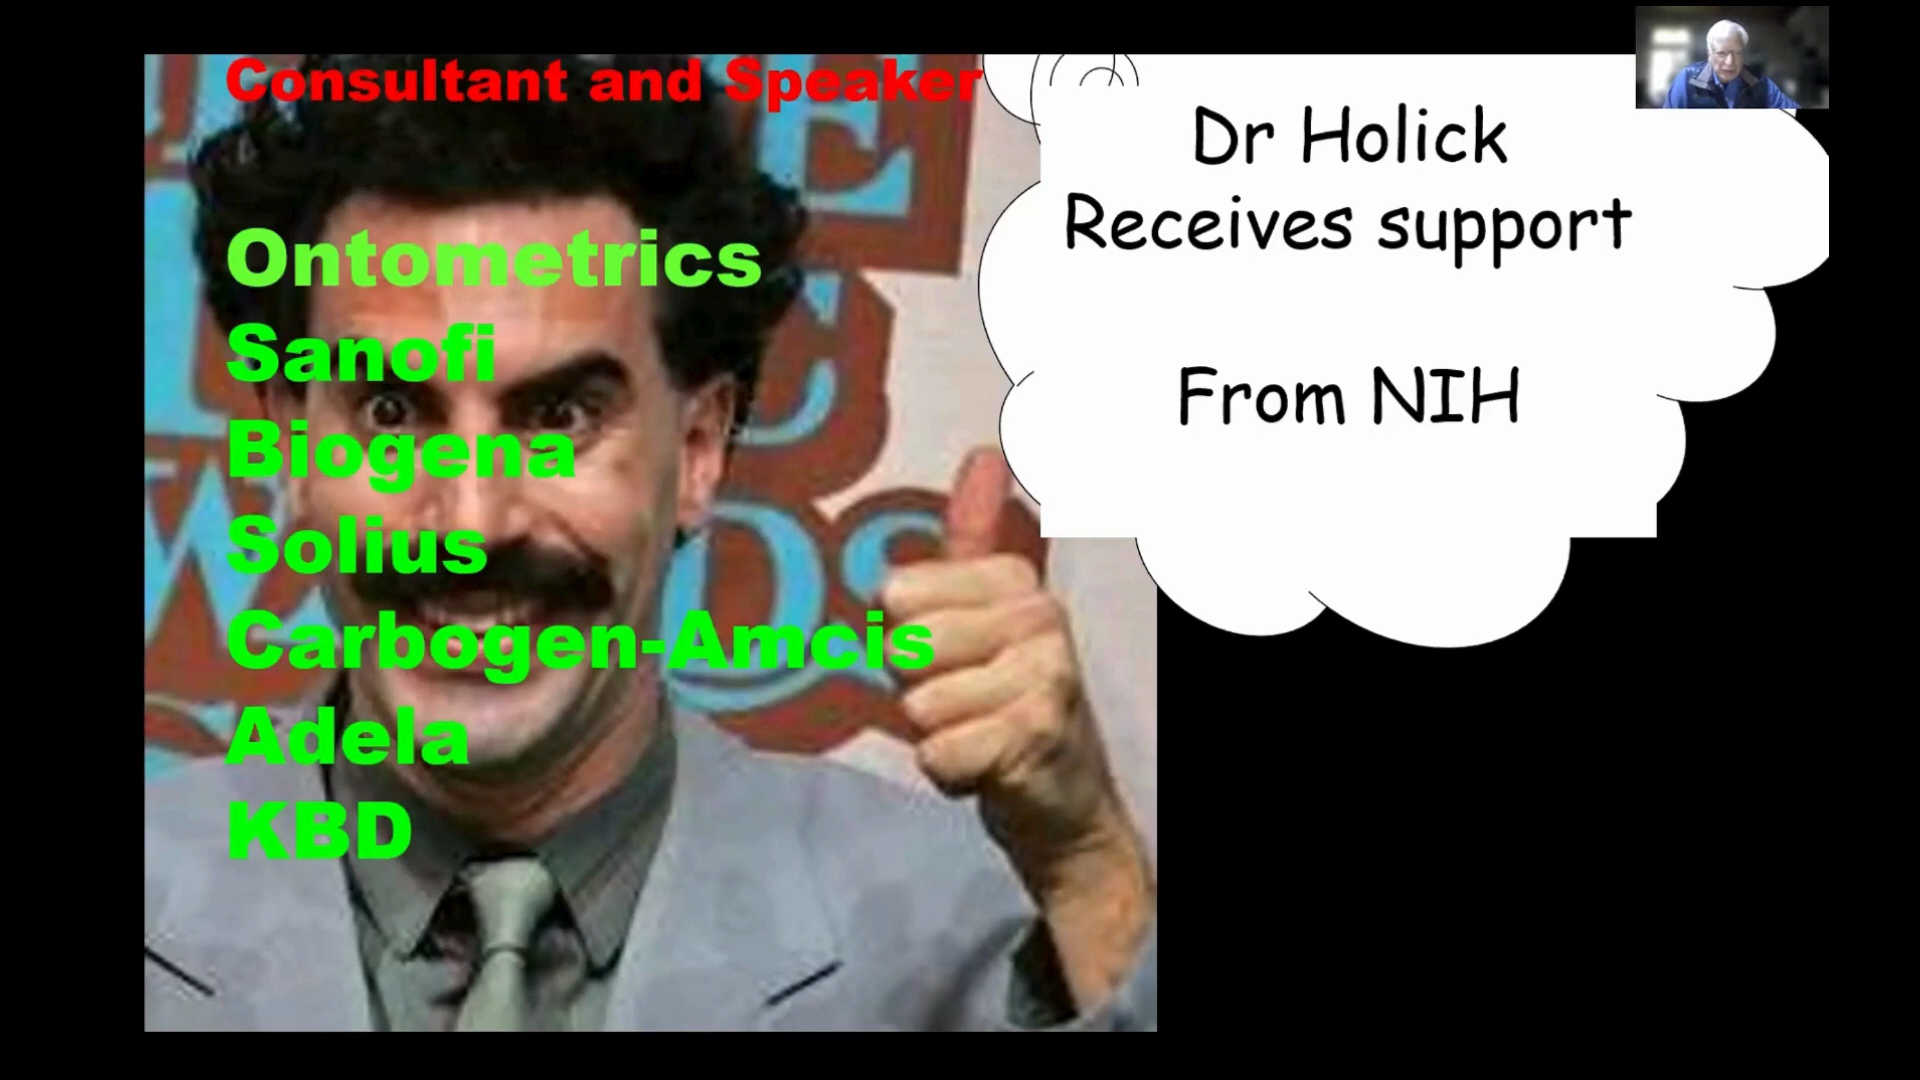 Consultant and Speaker
Ontometrics
Sanofi
Biogena
Solius
Carbogen-Amcis
Adela
KBD
Dr Holick
Receives support
From NIH